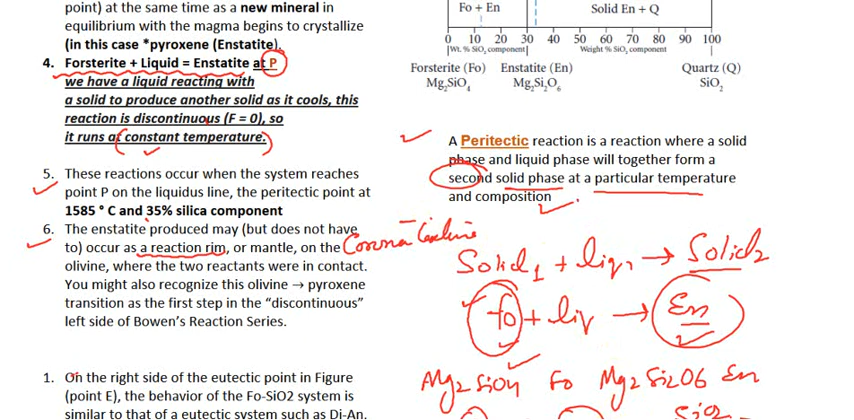 point) at the same time as a new mineral in
equilibrium with the magma begins to crystallize
(in this case *pyroxene (Enstatite).
4. Forsterite + Liquid = Enstatite at P
we have a liquid reacting with
a solid to produce another solid as it cools, this
reaction is discontinuous (F = 0), so
it runs at constant temperature.
5. These reactions occur when the system reaches
point P on the liquidus line, the peritectic point at
1585 ° C and 35% silica component
6. The enstatite produced may (but does not have
to) occur as a reaction rim, or mantle, on the
olivine, where the two reactants were in contact.
You might also recognize this olivine → pyroxene
transition as the first step in the “discontinuous”
left side of Bowen's Reaction Series.
1. On the right side of the eutectic point in Figure
(point E), the behavior of the Fo-SiO2 system is
similar to that of a eutectic system such as Di-An.
Fo + En
Solid En + Q
0 10 20 30 40 50 60 70 80 90 100
|Wt. % SiO2 component|
Weight % SiO2 component
Forsterite (Fo) Enstatite (En) Quartz (Q)
Mg2SiO4 Mg2Si2O6 SiO2
A Peritectic reaction is a reaction where a solid
phase and liquid phase will together form a
second solid phase at a particular temperature
and composition
Corona
Solid1 + liq1 → Solid2
fo + liq → En
Mg2SiO4 Fo Mg2Si2O6 En
SiO2